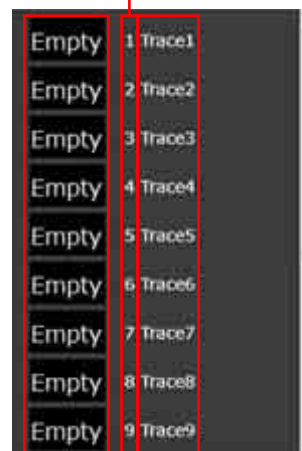 Empty 1 Trace1
Empty 2 Trace2
Empty 3 Trace3
Empty 4 Trace4
Empty 5 Trace5
Empty 6 Trace6
Empty 7 Trace7
Empty 8 Trace8
Empty 9 Trace9